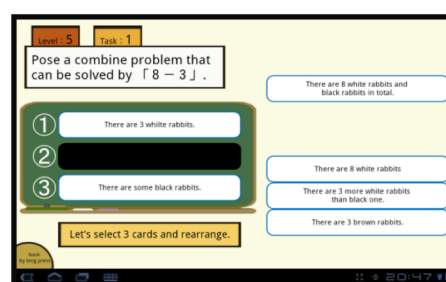 Level : 5
Task : 1
Pose a combine problem that
can be solved by 「8 － 3」.
There are 8 white rabbits and
black rabbits in total.
① There are 3 whilte rabbits.
②
③ There are some black rabbits.
There are 8 white rabbits
There are 3 more white rabbits
than black one.
There are 3 brown rabbits.
Let's select 3 cards and rearrange.
back
by long press
20:47